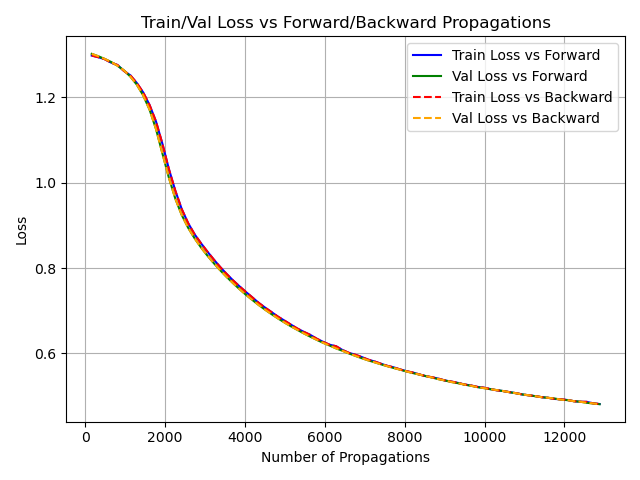 Train/Val Loss vs Forward/Backward Propagations
Train Loss vs Forward
Val Loss vs Forward
Train Loss vs Backward
Val Loss vs Backward
Loss
1.2
1.0
0.8
0.6
0 2000 4000 6000 8000 10000 12000
Number of Propagations